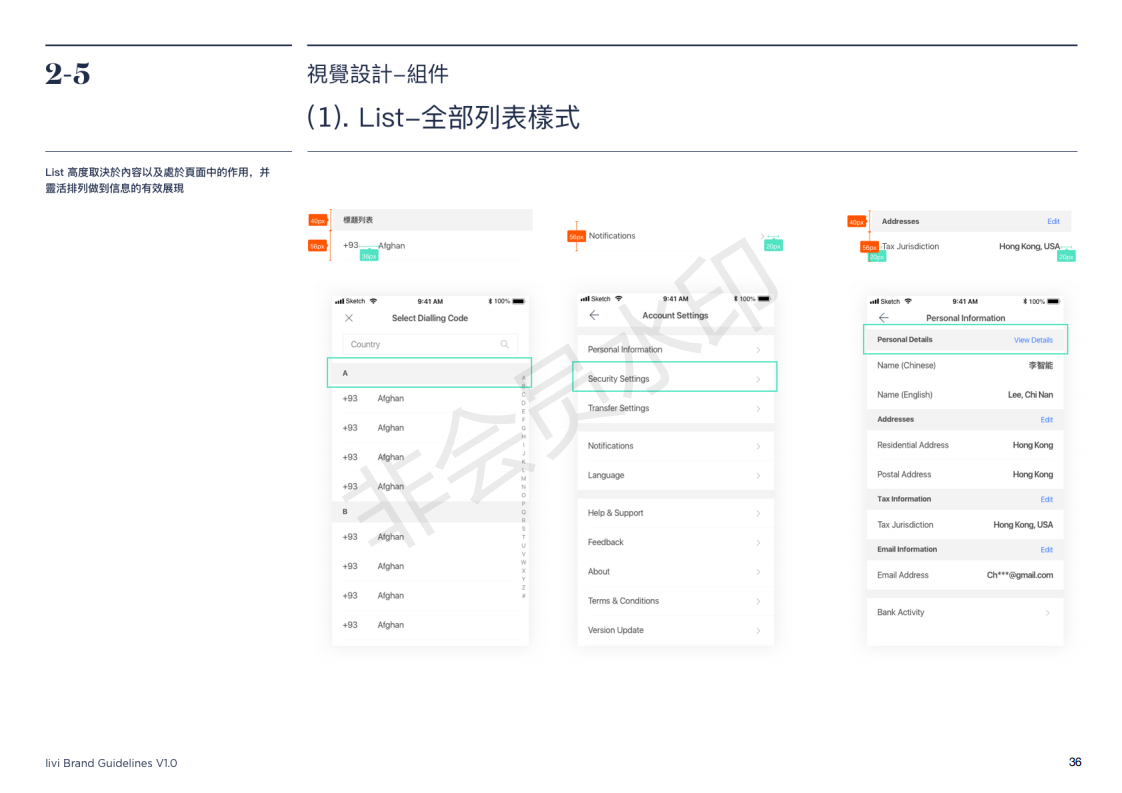 2-5
視覺設計–組件
(1). List–全部列表樣式
List 高度取決於內容以及處於頁面中的作用，并
靈活排列做到信息的有效展現
40px
標題列表
56px
+93
Afghan
36px
56px
Notifications
20px
40px
Addresses
Edit
56px
Tax Jurisdiction
Hong Kong, USA
20px
20px
Sketch
9:41 AM
100%
Select Dialling Code
Country
A
+93 Afghan
+93 Afghan
+93 Afghan
+93 Afghan
B
+93 Afghan
+93 Afghan
+93 Afghan
+93 Afghan
#
B
C
D
E
F
G
H
I
J
K
L
M
N
O
P
Q
R
S
T
U
V
W
X
Y
Z
#
Sketch
9:41 AM
100%
Account Settings
Personal Information
Security Settings
Transfer Settings
Notifications
Language
Help & Support
Feedback
About
Terms & Conditions
Version Update
Sketch
9:41 AM
100%
Personal Information
Personal Details View Details
Name (Chinese) 李智能
Name (English) Lee, Chi Nan
Addresses Edit
Residential Address Hong Kong
Postal Address Hong Kong
Tax Information Edit
Tax Jurisdiction Hong Kong, USA
Email Information Edit
Email Address Ch***@gmail.com
Bank Activity
非会员水印
livi Brand Guidelines V1.0
36